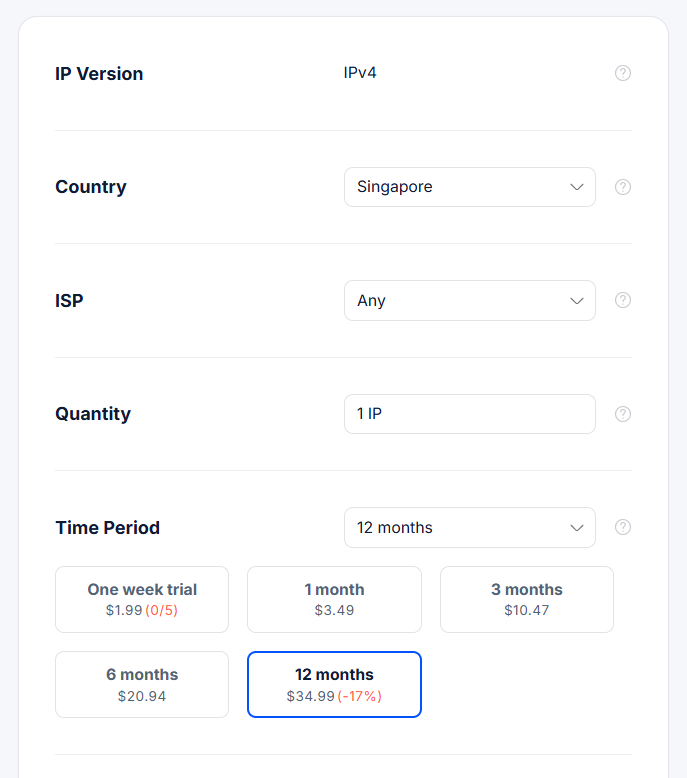 IP Version
IPv4
Country
Singapore
ISP
Any
Quantity
1 IP
Time Period
12 months
One week trial
$1.99 (0/5)
1 month
$3.49
3 months
$10.47
6 months
$20.94
12 months
$34.99 (-17%)